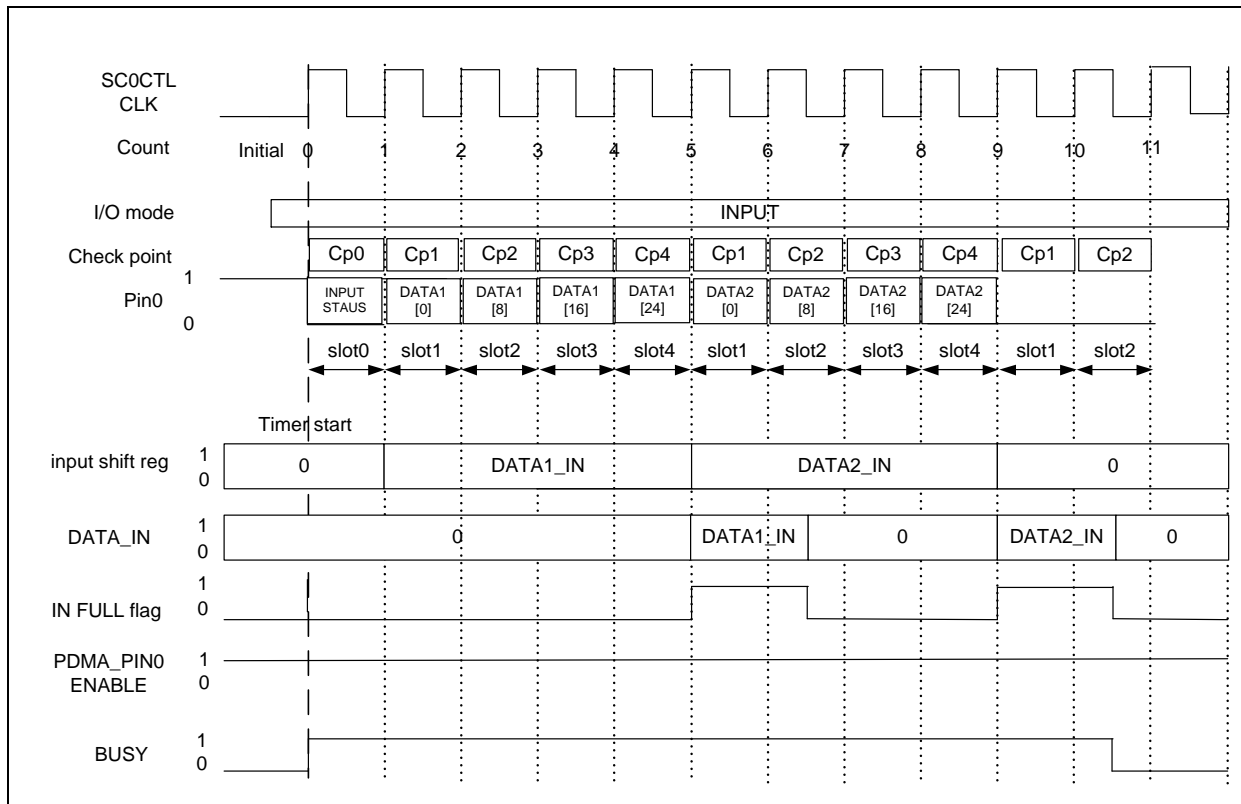 SC0CTL
CLK
Count Initial 0 1 2 3 4 5 6 7 8 9 10 11
I/O mode INPUT
Check point Cp0 Cp1 Cp2 Cp3 Cp4 Cp1 Cp2 Cp3 Cp4 Cp1 Cp2
1
Pin0 INPUT STAUS DATA1 [0] DATA1 [8] DATA1 [16] DATA1 [24] DATA2 [0] DATA2 [8] DATA2 [16] DATA2 [24]
0
slot0 slot1 slot2 slot3 slot4 slot1 slot2 slot3 slot4 slot1 slot2
Timer start
input shift reg 1 0 DATA1_IN DATA2_IN 0
0
DATA_IN 1 0 DATA1_IN 0 DATA2_IN 0
0
IN FULL flag 1
0
PDMA_PIN0 1
ENABLE 0
BUSY 1
0